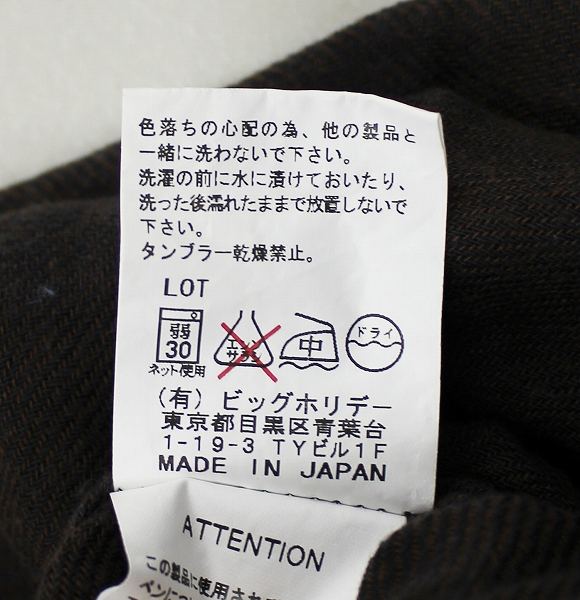 色落ちの心配の為、他の製品と
一緒に洗わないで下さい。
洗濯の前に水に漬けておいたり、
洗った後濡れたままで放置しないで
下さい。
タンブラー乾燥禁止。
LOT
弱
30
ネット使用
エンソ
サラシ
中
ドライ
(有)ビッグホリデー
東京都目黒区青葉台
1-19-3 TYビル1F
MADE IN JAPAN
ATTENTION
この製品に使用され
ペンにつ